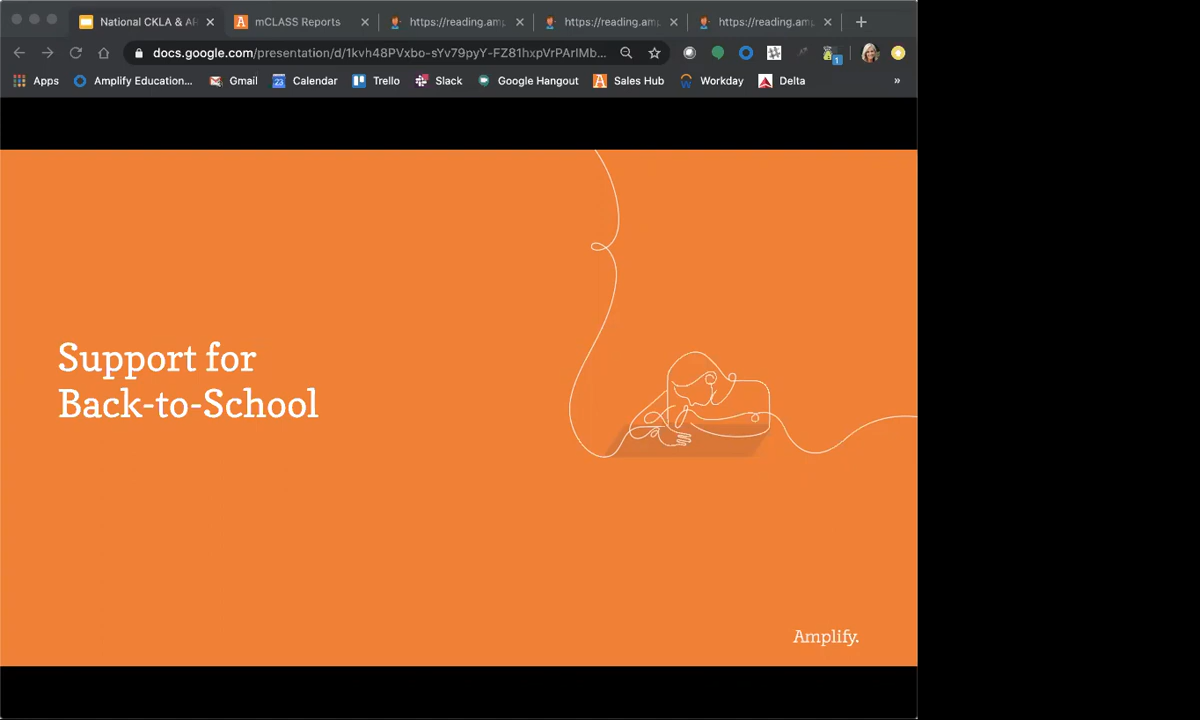 National CKLA & AR
mCLASS Reports
https://reading.amp
https://reading.amp
https://reading.amp
docs.google.com/presentation/d/1kvh48PVxbo-sYv79pyY-FZ81hxpVrPArIMb...
Apps
Amplify Education...
Gmail
23
Calendar
Trello
Slack
Google Hangout
A
Sales Hub
Workday
Delta
»
1
Support for
Back-to-School
Amplify.